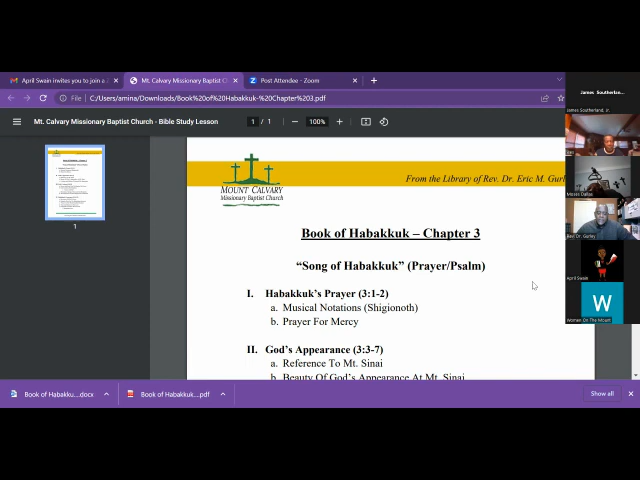 April Swain invites you to join a
Mt. Calvary Missionary Baptist C
Post Attendee - Zoom
File
C:/Users/amina/Downloads/Book%20of%20Habakkuk-%20Chapter%203.pdf
Mt. Calvary Missionary Baptist Church - Bible Study Lesson
1 / 1
100%
1
MOUNT CALVARY
Missionary Baptist Church
From the Library of Rev. Dr. Eric M. Gurl
Book of Habakkuk – Chapter 3
“Song of Habakkuk” (Prayer/Psalm)
I. Habakkuk's Prayer (3:1-2)
a. Musical Notations (Shigionoth)
b. Prayer For Mercy
II. God's Appearance (3:3-7)
a. Reference To Mt. Sinai
b. Beauty Of God's Appearance At Mt. Sinai
James Southerlan...
James Southerland, Jr.
Moses Dallas
Rev. Dr. Gurley
April Swain
W
Women On The Mount
Book of Habakku....docx
Book of Habakkuk....pdf
Show all